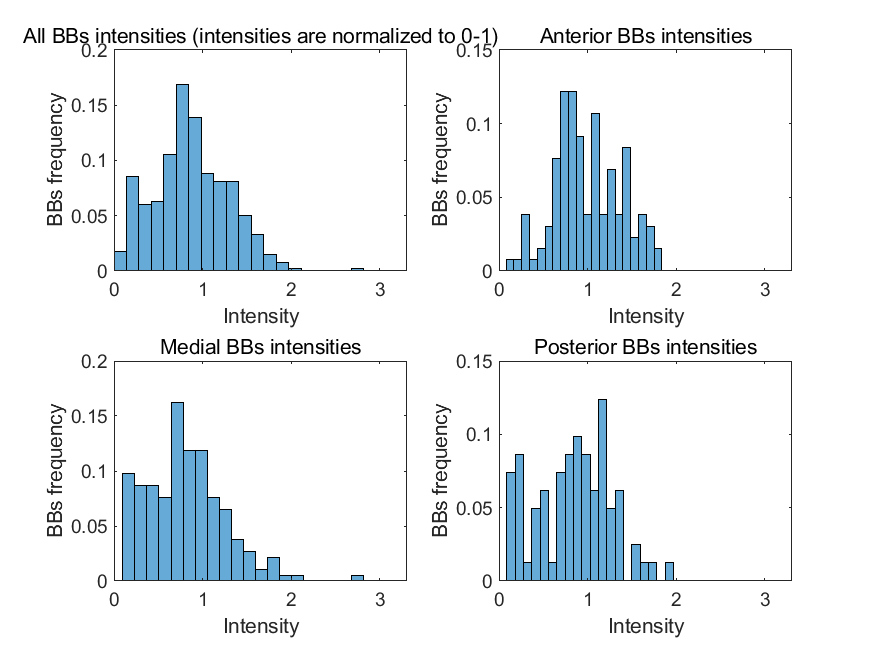 All BBs intensities (intensities are normalized to 0-1)
0.2
0.15
0.1
0.05
0
BBs frequency
0 1 2 3
Intensity
Anterior BBs intensities
0.15
0.1
0.05
0
BBs frequency
0 1 2 3
Intensity
Medial BBs intensities
0.2
0.15
0.1
0.05
0
BBs frequency
0 1 2 3
Intensity
Posterior BBs intensities
0.15
0.1
0.05
0
BBs frequency
0 1 2 3
Intensity